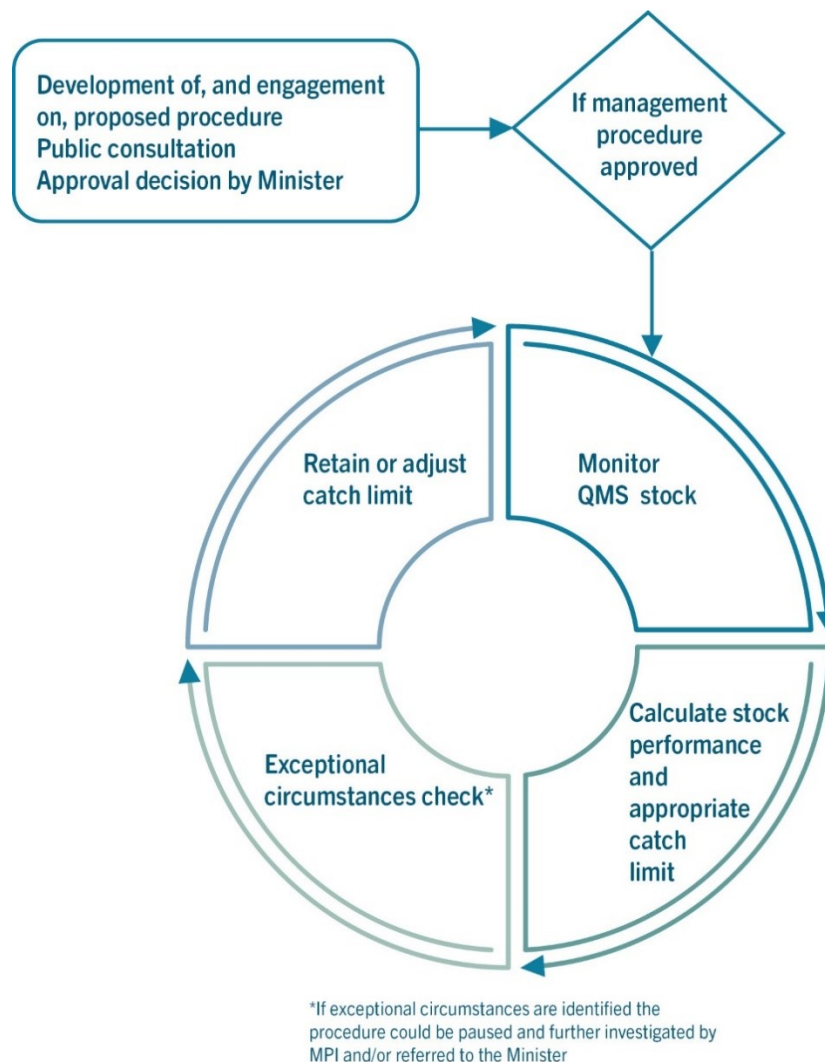 Development of, and engagement
on, proposed procedure
Public consultation
Approval decision by Minister
If management
procedure
approved
Monitor
QMS stock
Calculate stock
performance
and
appropriate
catch
limit
Exceptional
circumstances check*
Retain or adjust
catch limit
*If exceptional circumstances are identified the
procedure could be paused and further investigated by
MPI and/or referred to the Minister